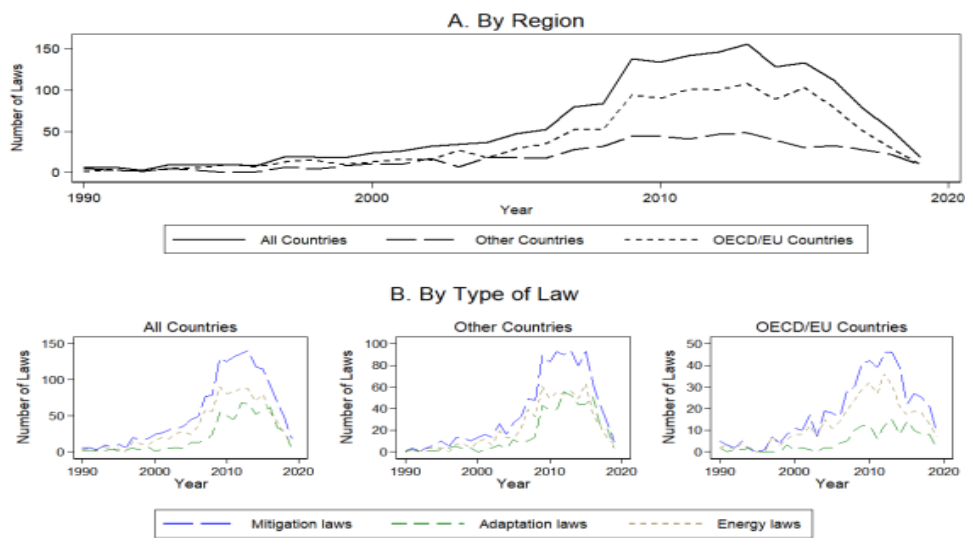 A. By Region
Number of Laws
150
100
50
0
1990
2000
2010
2020
Year
All Countries
Other Countries
OECD/EU Countries
B. By Type of Law
All Countries
Number of Laws
150
100
50
0
1990
2000
2010
2020
Year
Other Countries
Number of Laws
100
80
60
40
20
0
1990
2000
2010
2020
Year
OECD/EU Countries
Number of Laws
50
40
30
20
10
0
1990
2000
2010
2020
Year
Mitigation laws
Adaptation laws
Energy laws